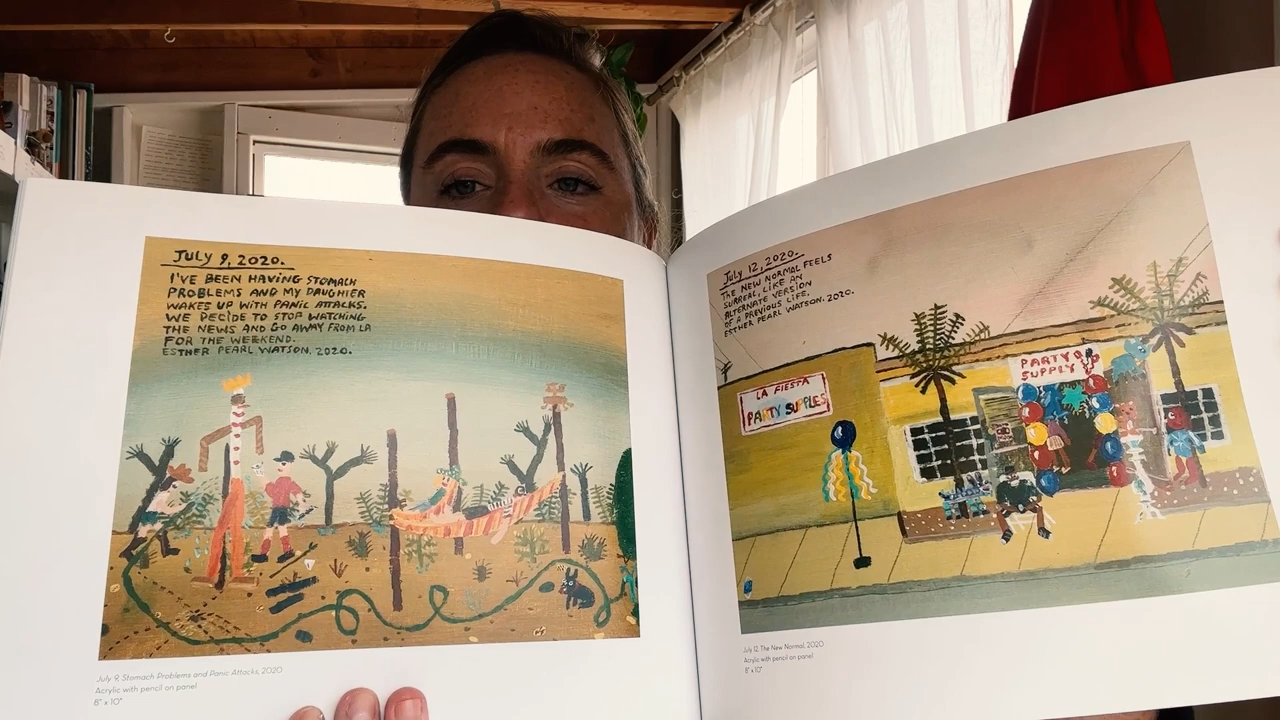 JULY 9, 2020.
I'VE BEEN HAVING STOMACH
PROBLEMS AND MY DAUGHTER
WAKES UP WITH PANIC ATTACKS.
WE DECIDE TO STOP WATCHING
THE NEWS AND GO AWAY FROM LA
FOR THE WEEKEND.
ESTHER PEARL WATSON. 2020.
July 9, Stomach Problems and Panic Attacks, 2020
Acrylic with pencil on panel
8" x 10"
JULY 12, 2020.
THE NEW NORMAL FEELS
SURREAL LIKE AN
ALTERNATE VERSION
OF A PREVIOUS LIFE.
ESTHER PEARL WATSON. 2020.
LA FIESTA
PARTY SUPPLES
PARTY
SUPPLY
July 12, The New Normal, 2020
Acrylic with pencil on panel
8" x 10"